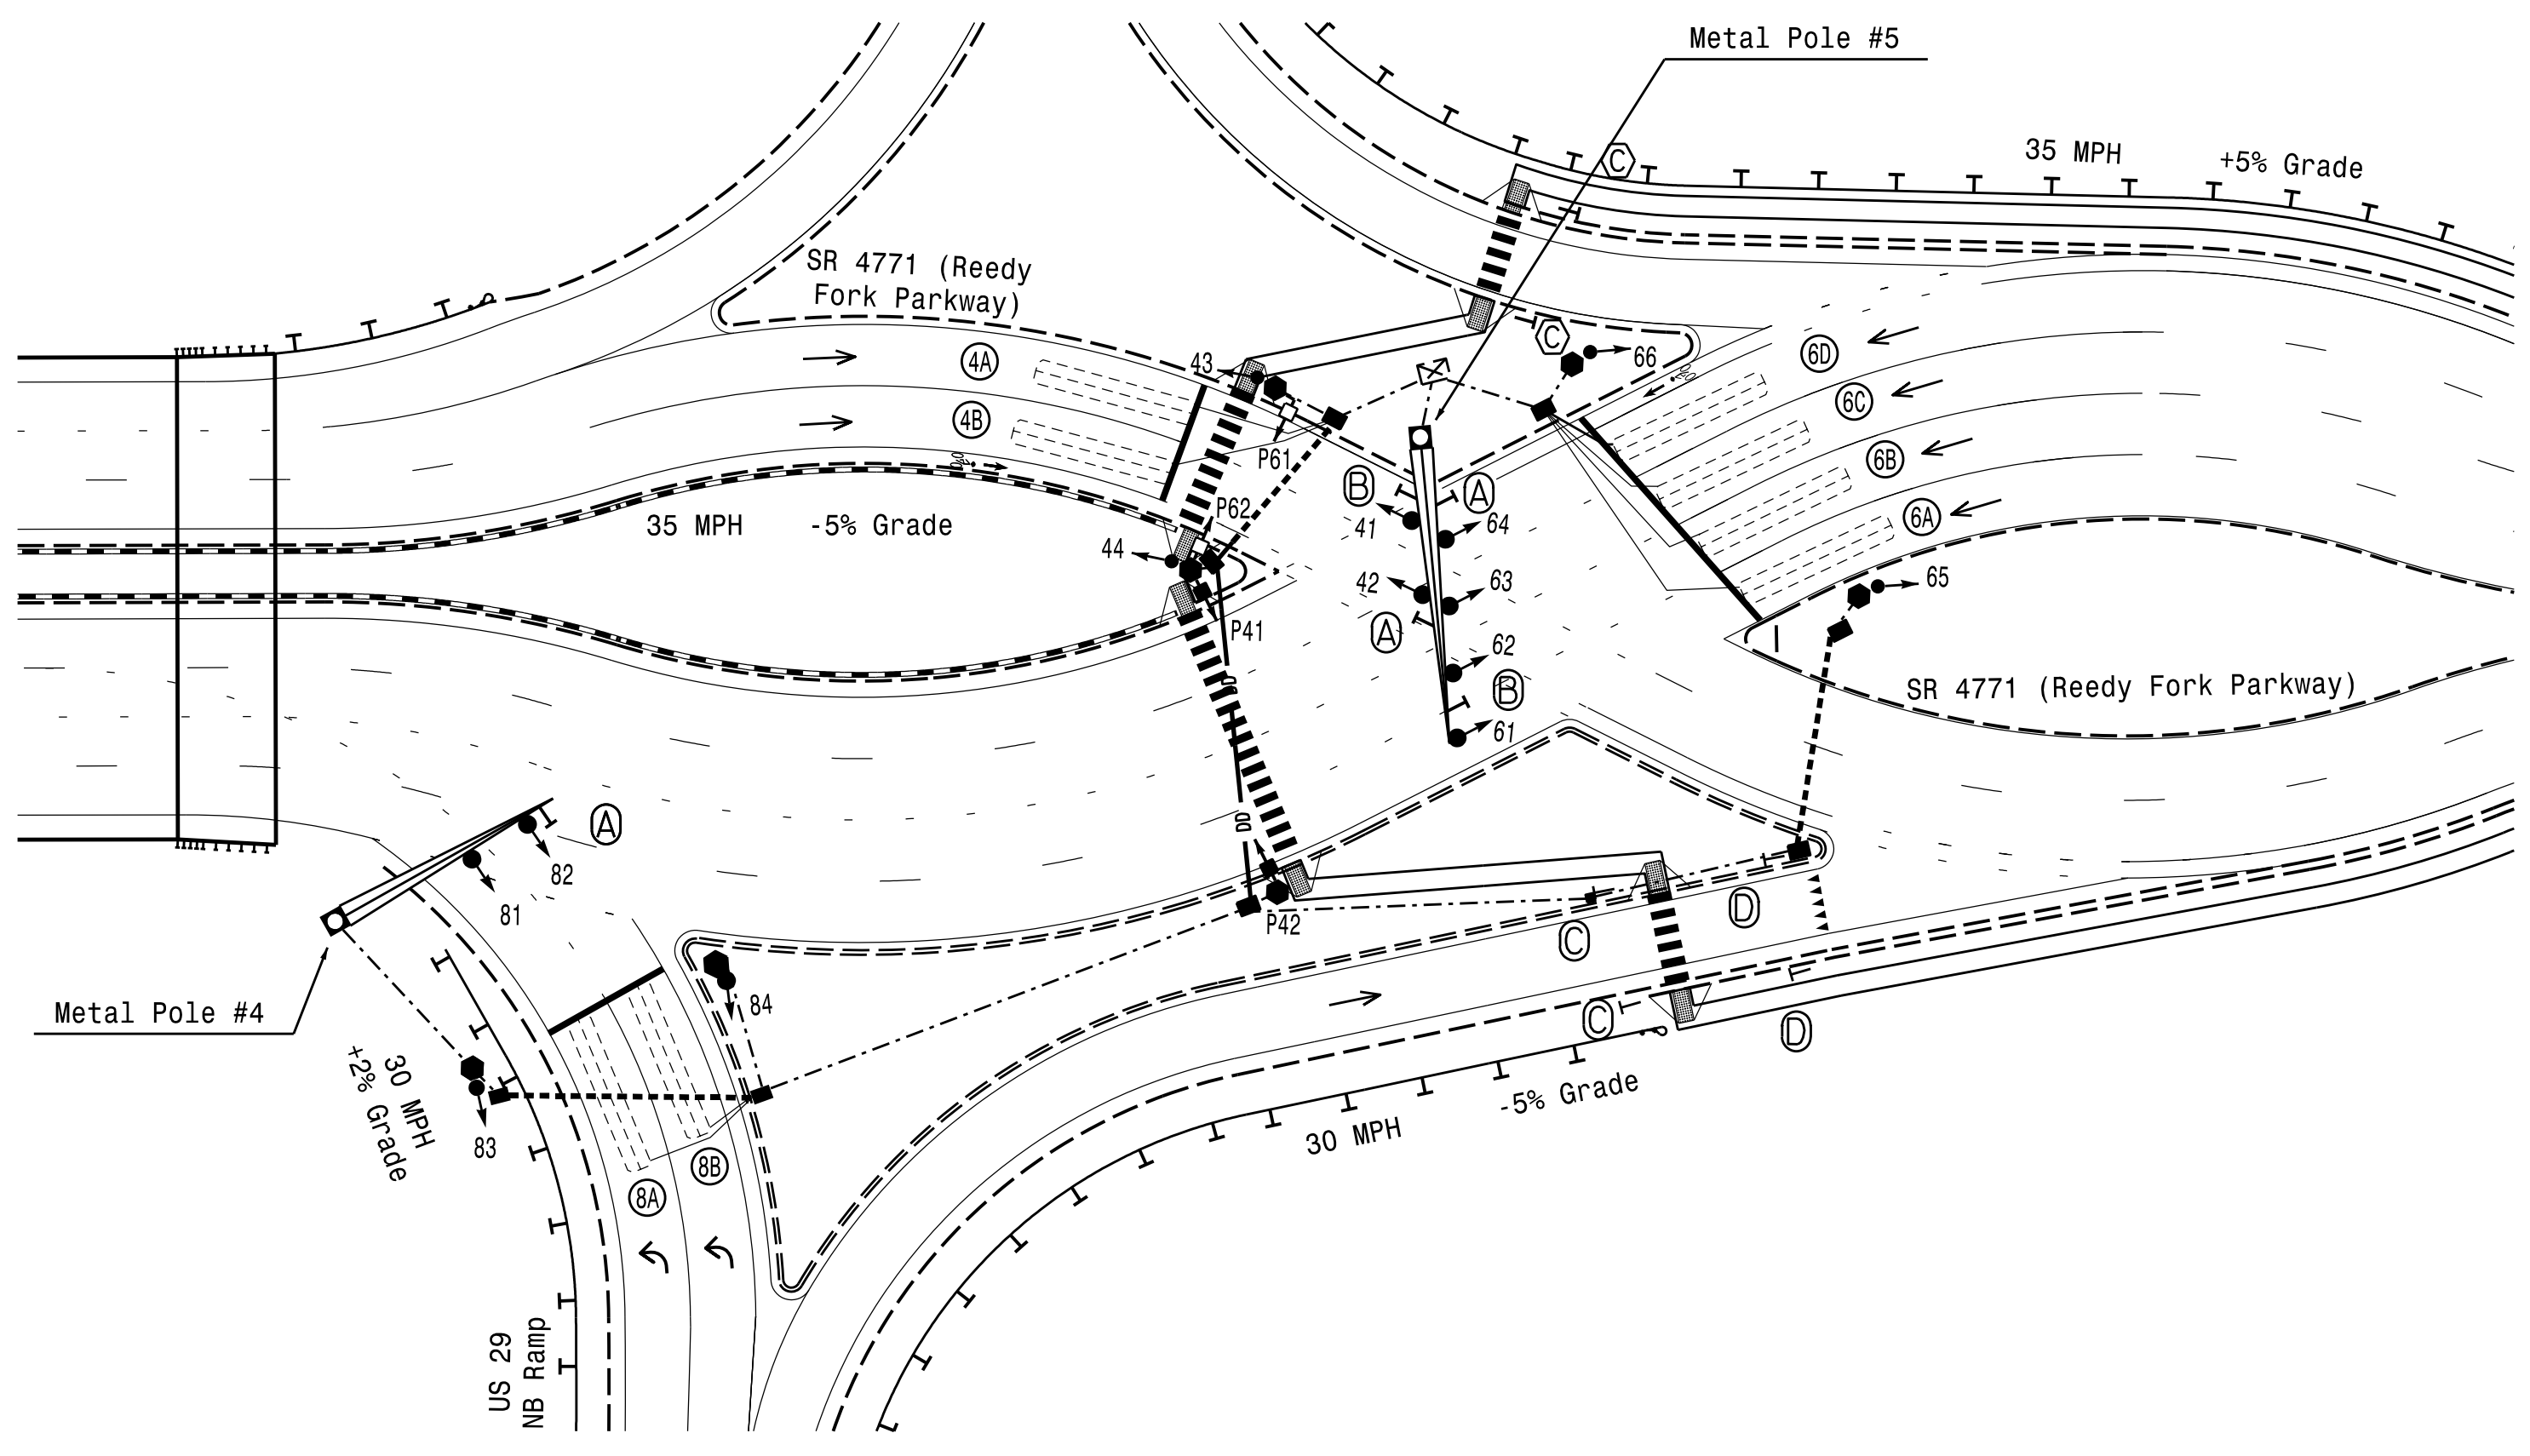 Metal Pole #5
C
35 MPH +5% Grade
SR 4771 (Reedy
Fork Parkway)
C
66
43
4A
6D
6C
4B
6B
P61
B
A
6A
P62
41
64
35 MPH -5% Grade
44
42
63
65
A
P41
62
SR 4771 (Reedy Fork Parkway)
DD
B
61
A
DD
82
81
P42
D
C
84
Metal Pole #4
C
D
30 MPH
+2% Grade
-5% Grade
30 MPH
83
8B
8A
US 29
NB Ramp